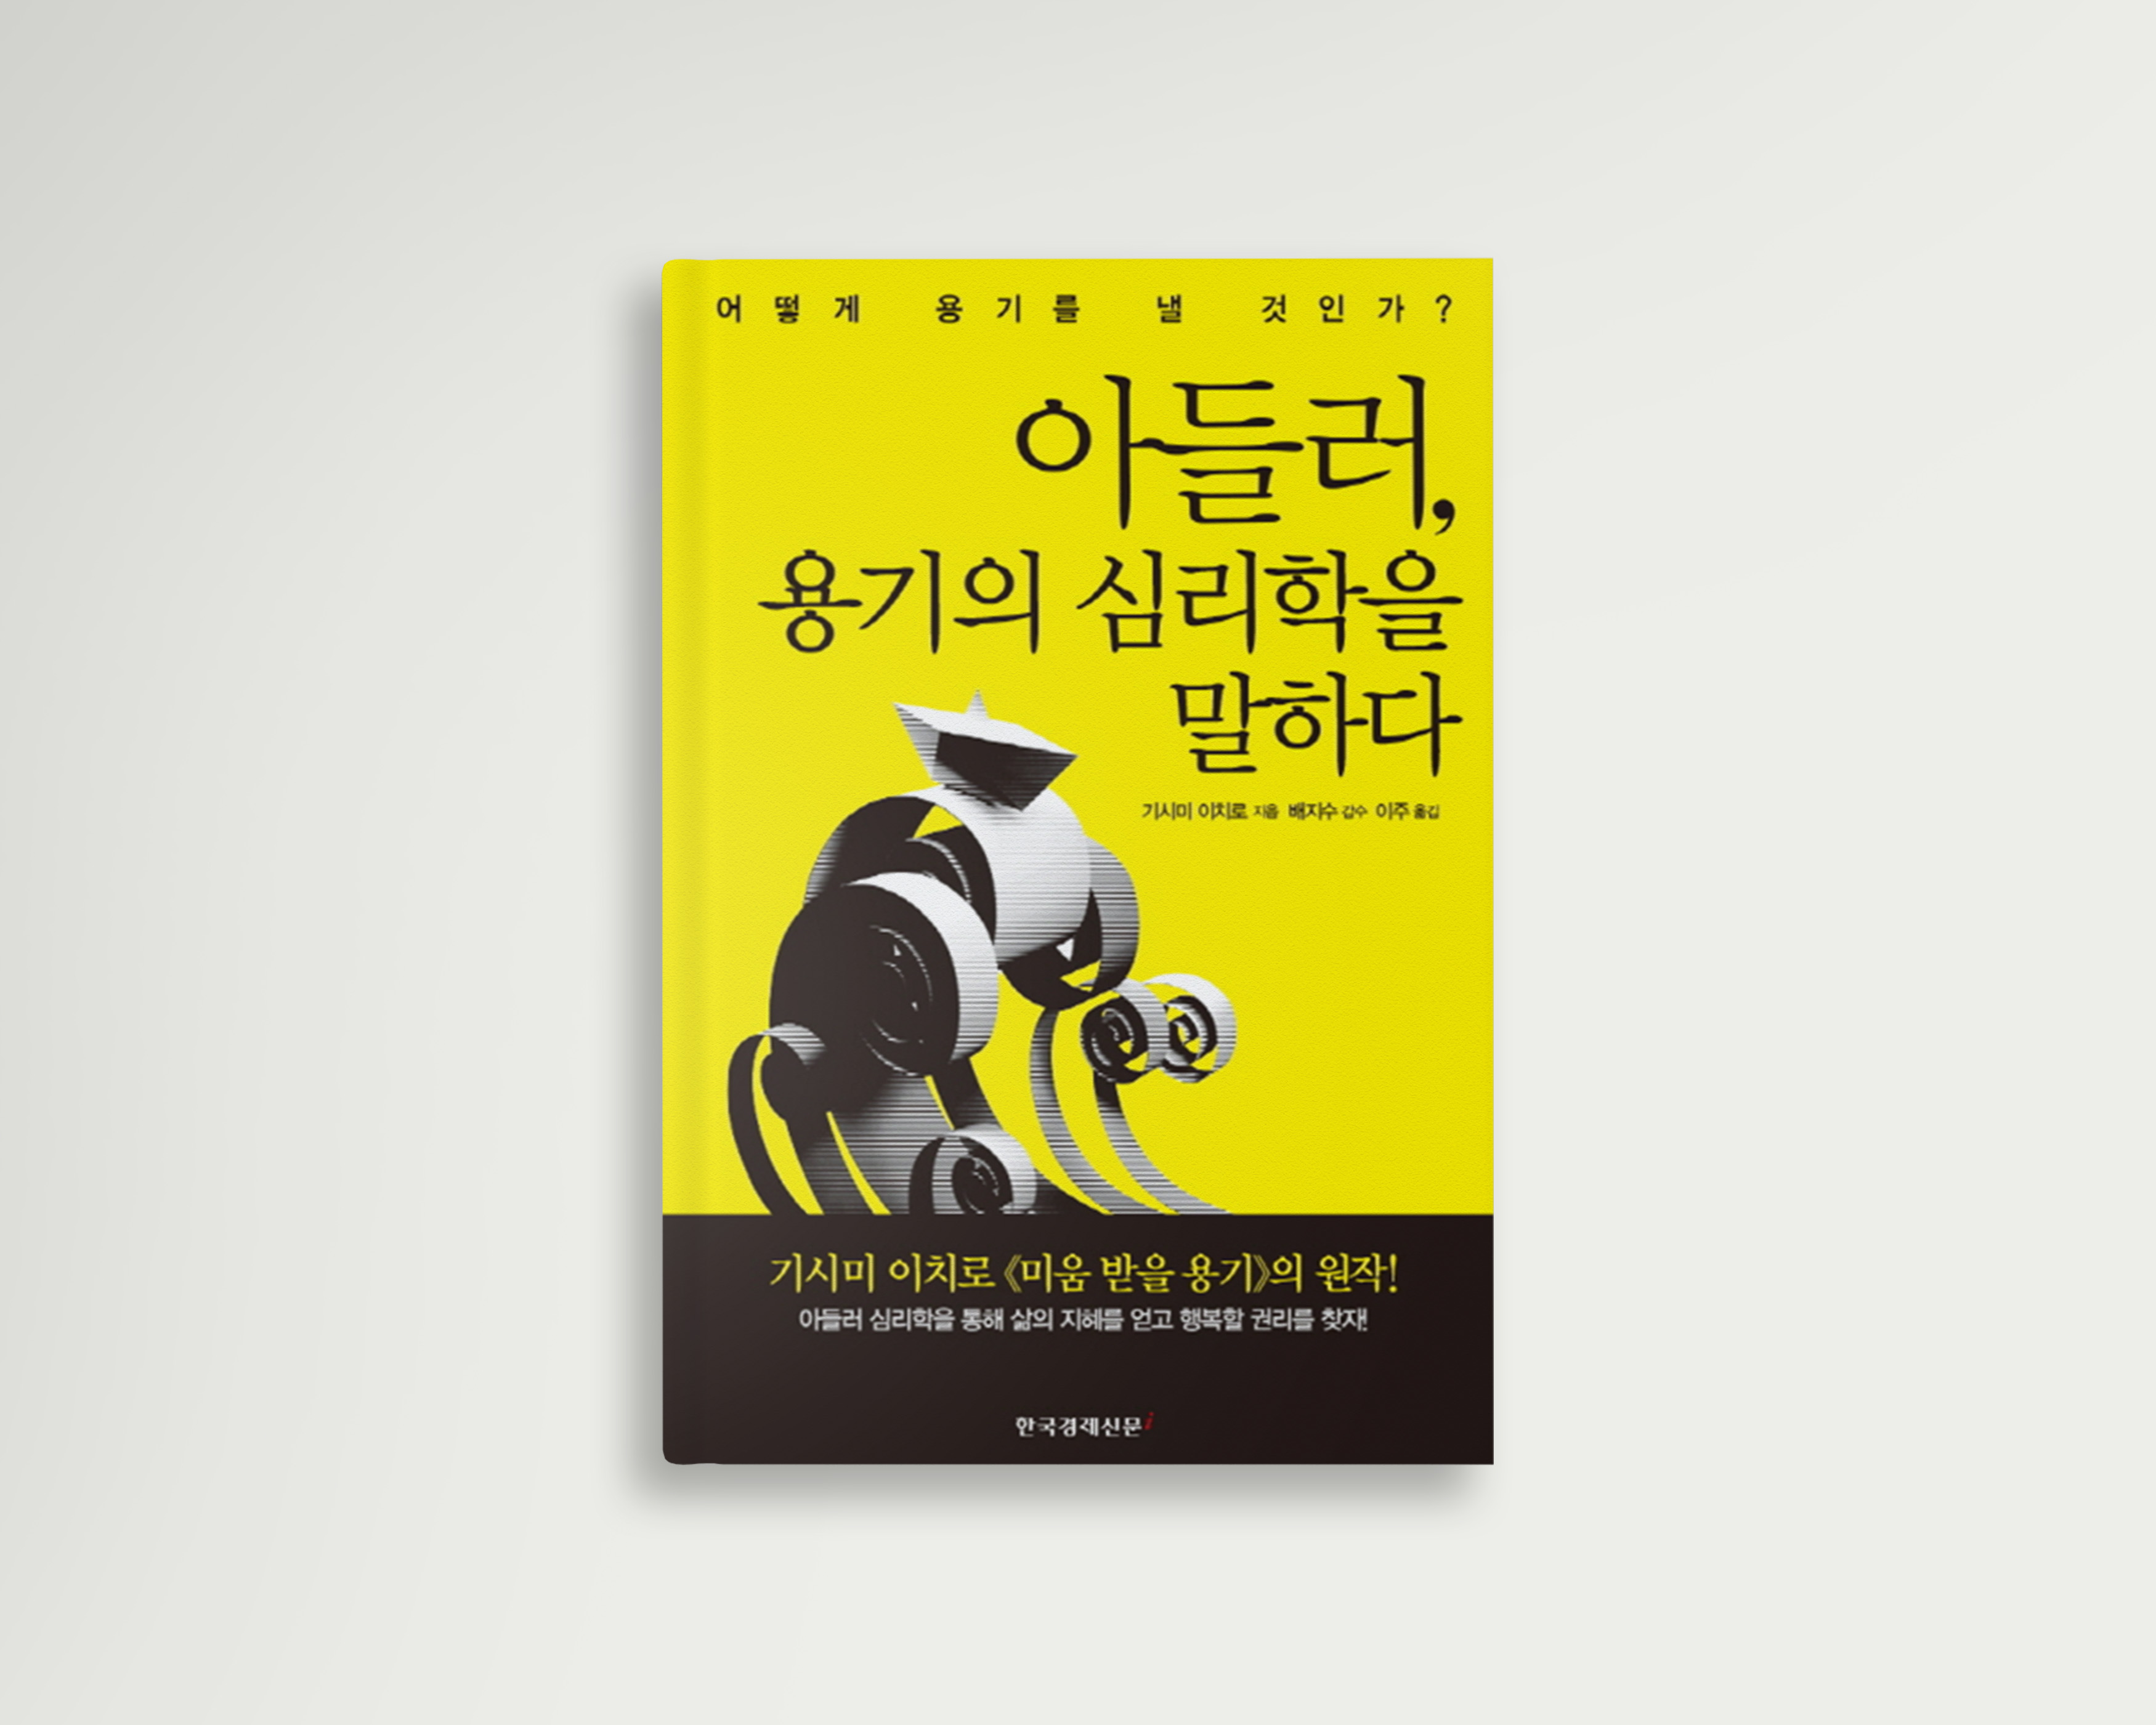 어떻게 용기를 낼 것인가?
아들러,
용기의 심리학을
말하다
기시미 이치로 지음 배지수 감수 이주 옮김
기시미 이치로 《미움 받을 용기》의 원작!
아들러 심리학을 통해 삶의 지혜를 얻고 행복할 권리를 찾자!
한국경제신문i